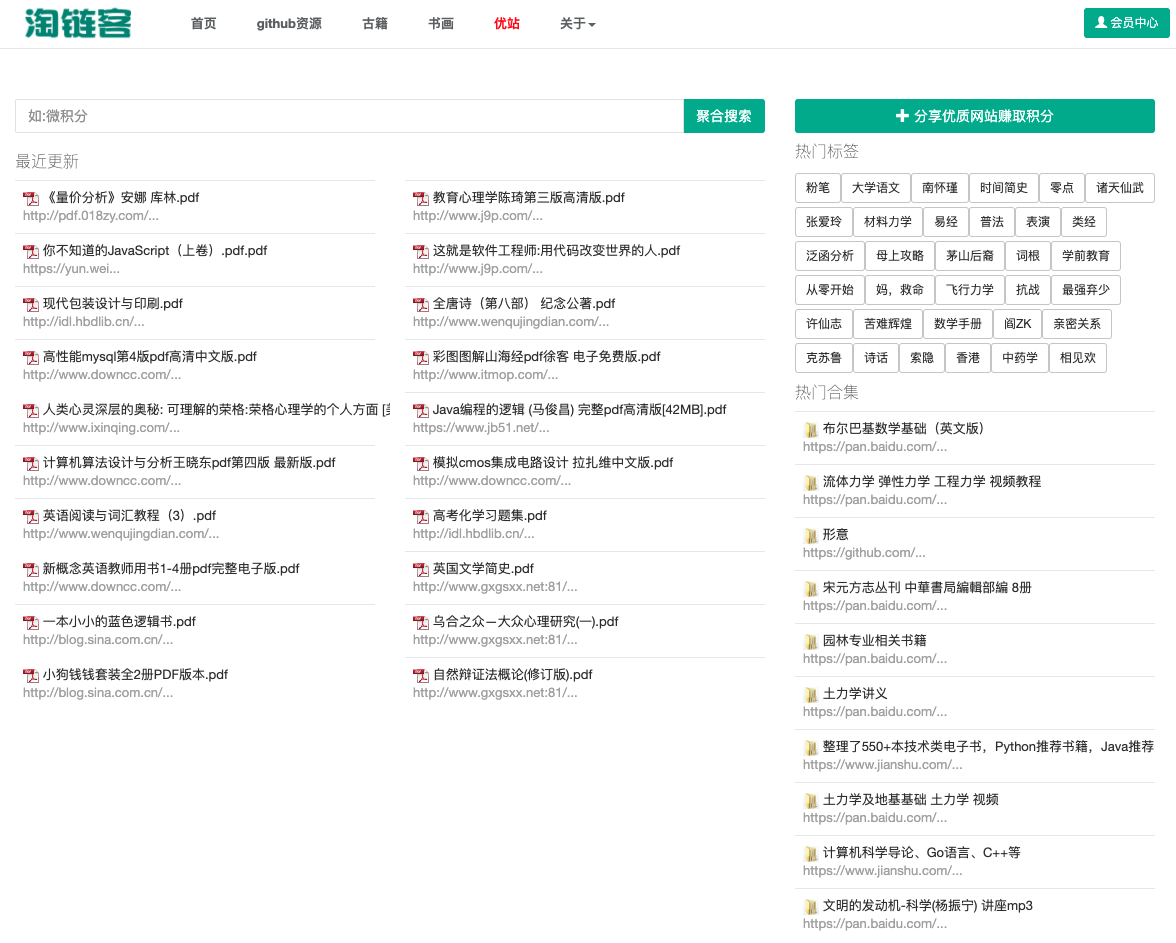 淘链客
首页 github资源 古籍 书画 优站 关于
会员中心
如:微积分 聚合搜索
最近更新
《量价分析》安娜 库林.pdf
http://pdf.018zy.com/...
你不知道的JavaScript（上卷）.pdf.pdf
https://yun.wei...
现代包装设计与印刷.pdf
http://idl.hbdlib.cn/...
高性能mysql第4版pdf高清中文版.pdf
http://www.downcc.com/...
人类心灵深层的奥秘: 可理解的荣格:荣格心理学的个人方面 [
http://www.ixinqing.com/...
计算机算法设计与分析王晓东pdf第四版 最新版.pdf
http://www.downcc.com/...
英语阅读与词汇教程（3）.pdf
http://www.wenqujingdian.com/...
新概念英语教师用书1-4册pdf完整电子版.pdf
http://www.downcc.com/...
一本小小的蓝色逻辑书.pdf
http://blog.sina.com.cn/...
小狗钱钱套装全2册PDF版本.pdf
http://blog.sina.com.cn/...
教育心理学陈琦第三版高清版.pdf
http://www.j9p.com/...
这就是软件工程师:用代码改变世界的人.pdf
http://www.j9p.com/...
全唐诗（第八部） 纪念公著.pdf
http://www.wenqujingdian.com/...
彩图图解山海经pdf徐客 电子免费版.pdf
http://www.itmop.com/...
Java编程的逻辑 (马俊昌) 完整pdf高清版[42MB].pdf
https://www.jb51.net/...
模拟cmos集成电路设计 拉扎维中文版.pdf
http://www.downcc.com/...
高考化学习题集.pdf
http://idl.hbdlib.cn/...
英国文学简史.pdf
http://www.gxgsxx.net:81/...
乌合之众－大众心理研究(一).pdf
http://www.gxgsxx.net:81/...
自然辩证法概论(修订版).pdf
http://www.gxgsxx.net:81/...
分享优质网站赚取积分
热门标签
粉笔 大学语文 南怀瑾 时间简史 零点 诸天仙武
张爱玲 材料力学 易经 普法 表演 类经
泛函分析 母上攻略 茅山后裔 词根 学前教育
从零开始 妈，救命 飞行力学 抗战 最强弃少
许仙志 苦难辉煌 数学手册 阎ZK 亲密关系
克苏鲁 诗话 索隐 香港 中药学 相见欢
热门合集
布尔巴基数学基础（英文版）
https://pan.baidu.com/...
流体力学 弹性力学 工程力学 视频教程
https://pan.baidu.com/...
形意
https://github.com/...
宋元方志丛刊 中華書局編輯部編 8册
https://pan.baidu.com/...
园林专业相关书籍
https://pan.baidu.com/...
土力学讲义
https://pan.baidu.com/...
整理了550+本技术类电子书，Python推荐书籍，Java推荐
https://www.jianshu.com/...
土力学及地基基础 土力学 视频
https://pan.baidu.com/...
计算机科学导论、Go语言、C++等
https://www.jianshu.com/...
文明的发动机-科学(杨振宁) 讲座mp3
https://pan.baidu.com/...